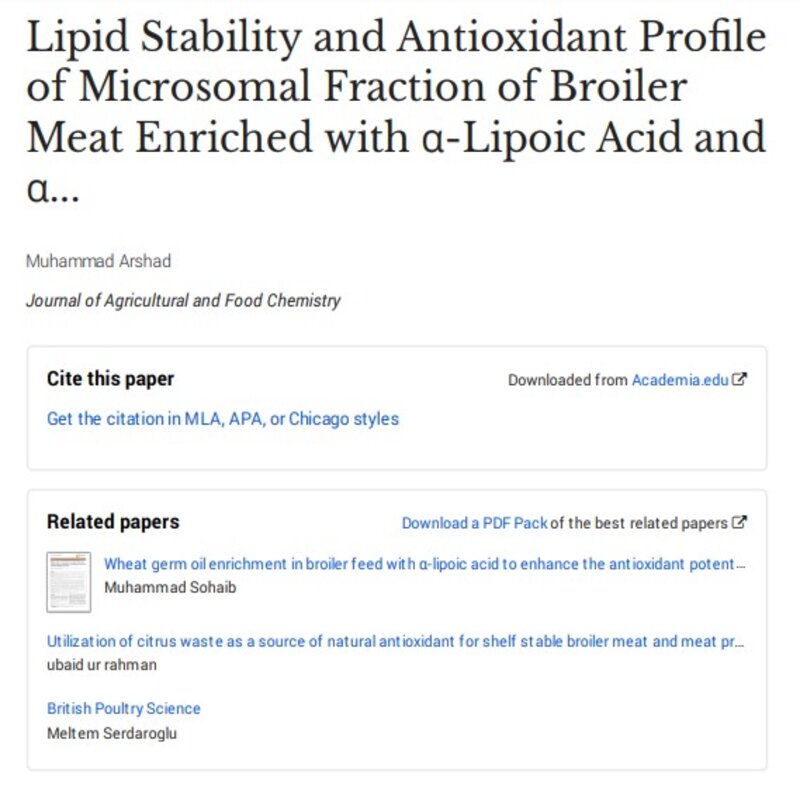 Lipid Stability and Antioxidant Profile
of Microsomal Fraction of Broiler
Meat Enriched with α-Lipoic Acid and
α...
Muhammad Arshad
Journal of Agricultural and Food Chemistry
Cite this paper
Downloaded from Academia.edu
Get the citation in MLA, APA, or Chicago styles
Related papers
Download a PDF Pack of the best related papers
Wheat germ oil enrichment in broiler feed with α-lipoic acid to enhance the antioxidant potent...
Muhammad Sohaib
Utilization of citrus waste as a source of natural antioxidant for shelf stable broiler meat and meat pr...
ubaid ur rahman
British Poultry Science
Meltem Serdaroglu